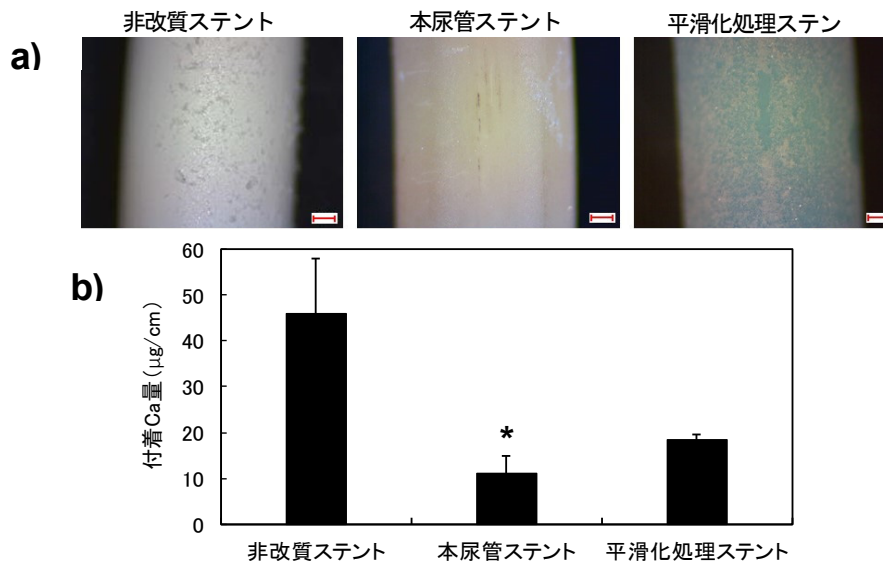 非改質ステント
本尿管ステント
平滑化処理ステン
a)
b)
付着Ca量(μg/cm)
60
50
40
30
20
10
0
*
非改質ステント
本尿管ステント
平滑化処理ステント